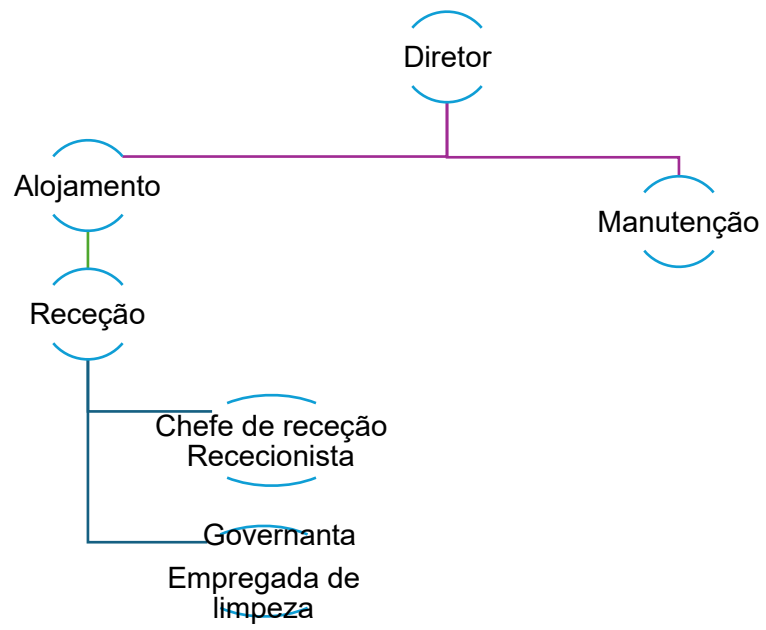 Diretor
Alojamento
Manutenção
Receção
Chefe de receção
Rececionista
Governanta
Empregada de
limpeza